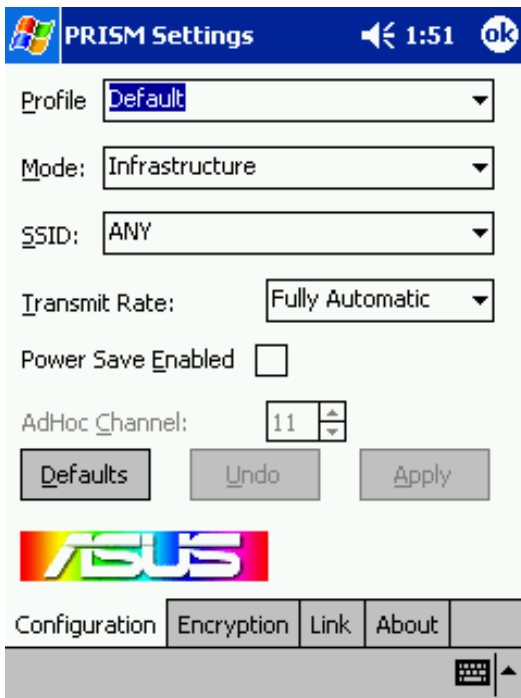 PRISM Settings 1:51 ok
Profile Default
Mode: Infrastructure
SSID: ANY
Transmit Rate: Fully Automatic
Power Save Enabled
AdHoc Channel: 11
Defaults Undo Apply
ASUS
Configuration Encryption Link About